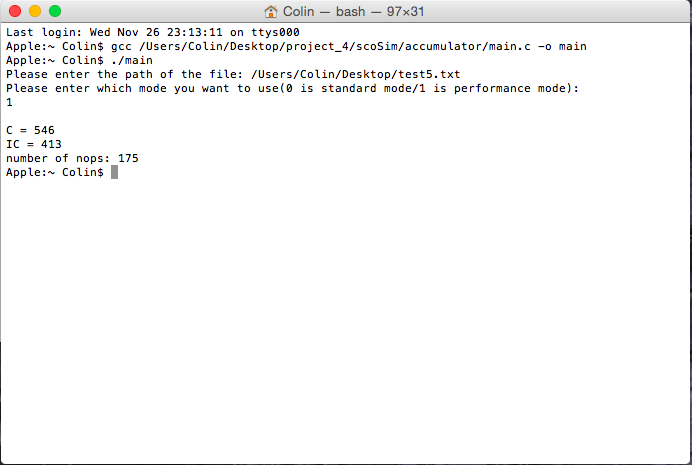 Colin — bash — 97×31
Last login: Wed Nov 26 23:13:11 on ttys000
Apple:~ Colin$ gcc /Users/Colin/Desktop/project_4/scoSim/accumulator/main.c -o main
Apple:~ Colin$ ./main
Please enter the path of the file: /Users/Colin/Desktop/test5.txt
Please enter which mode you want to use(0 is standard mode/1 is performance mode):
1
C = 546
IC = 413
number of nops: 175
Apple:~ Colin$